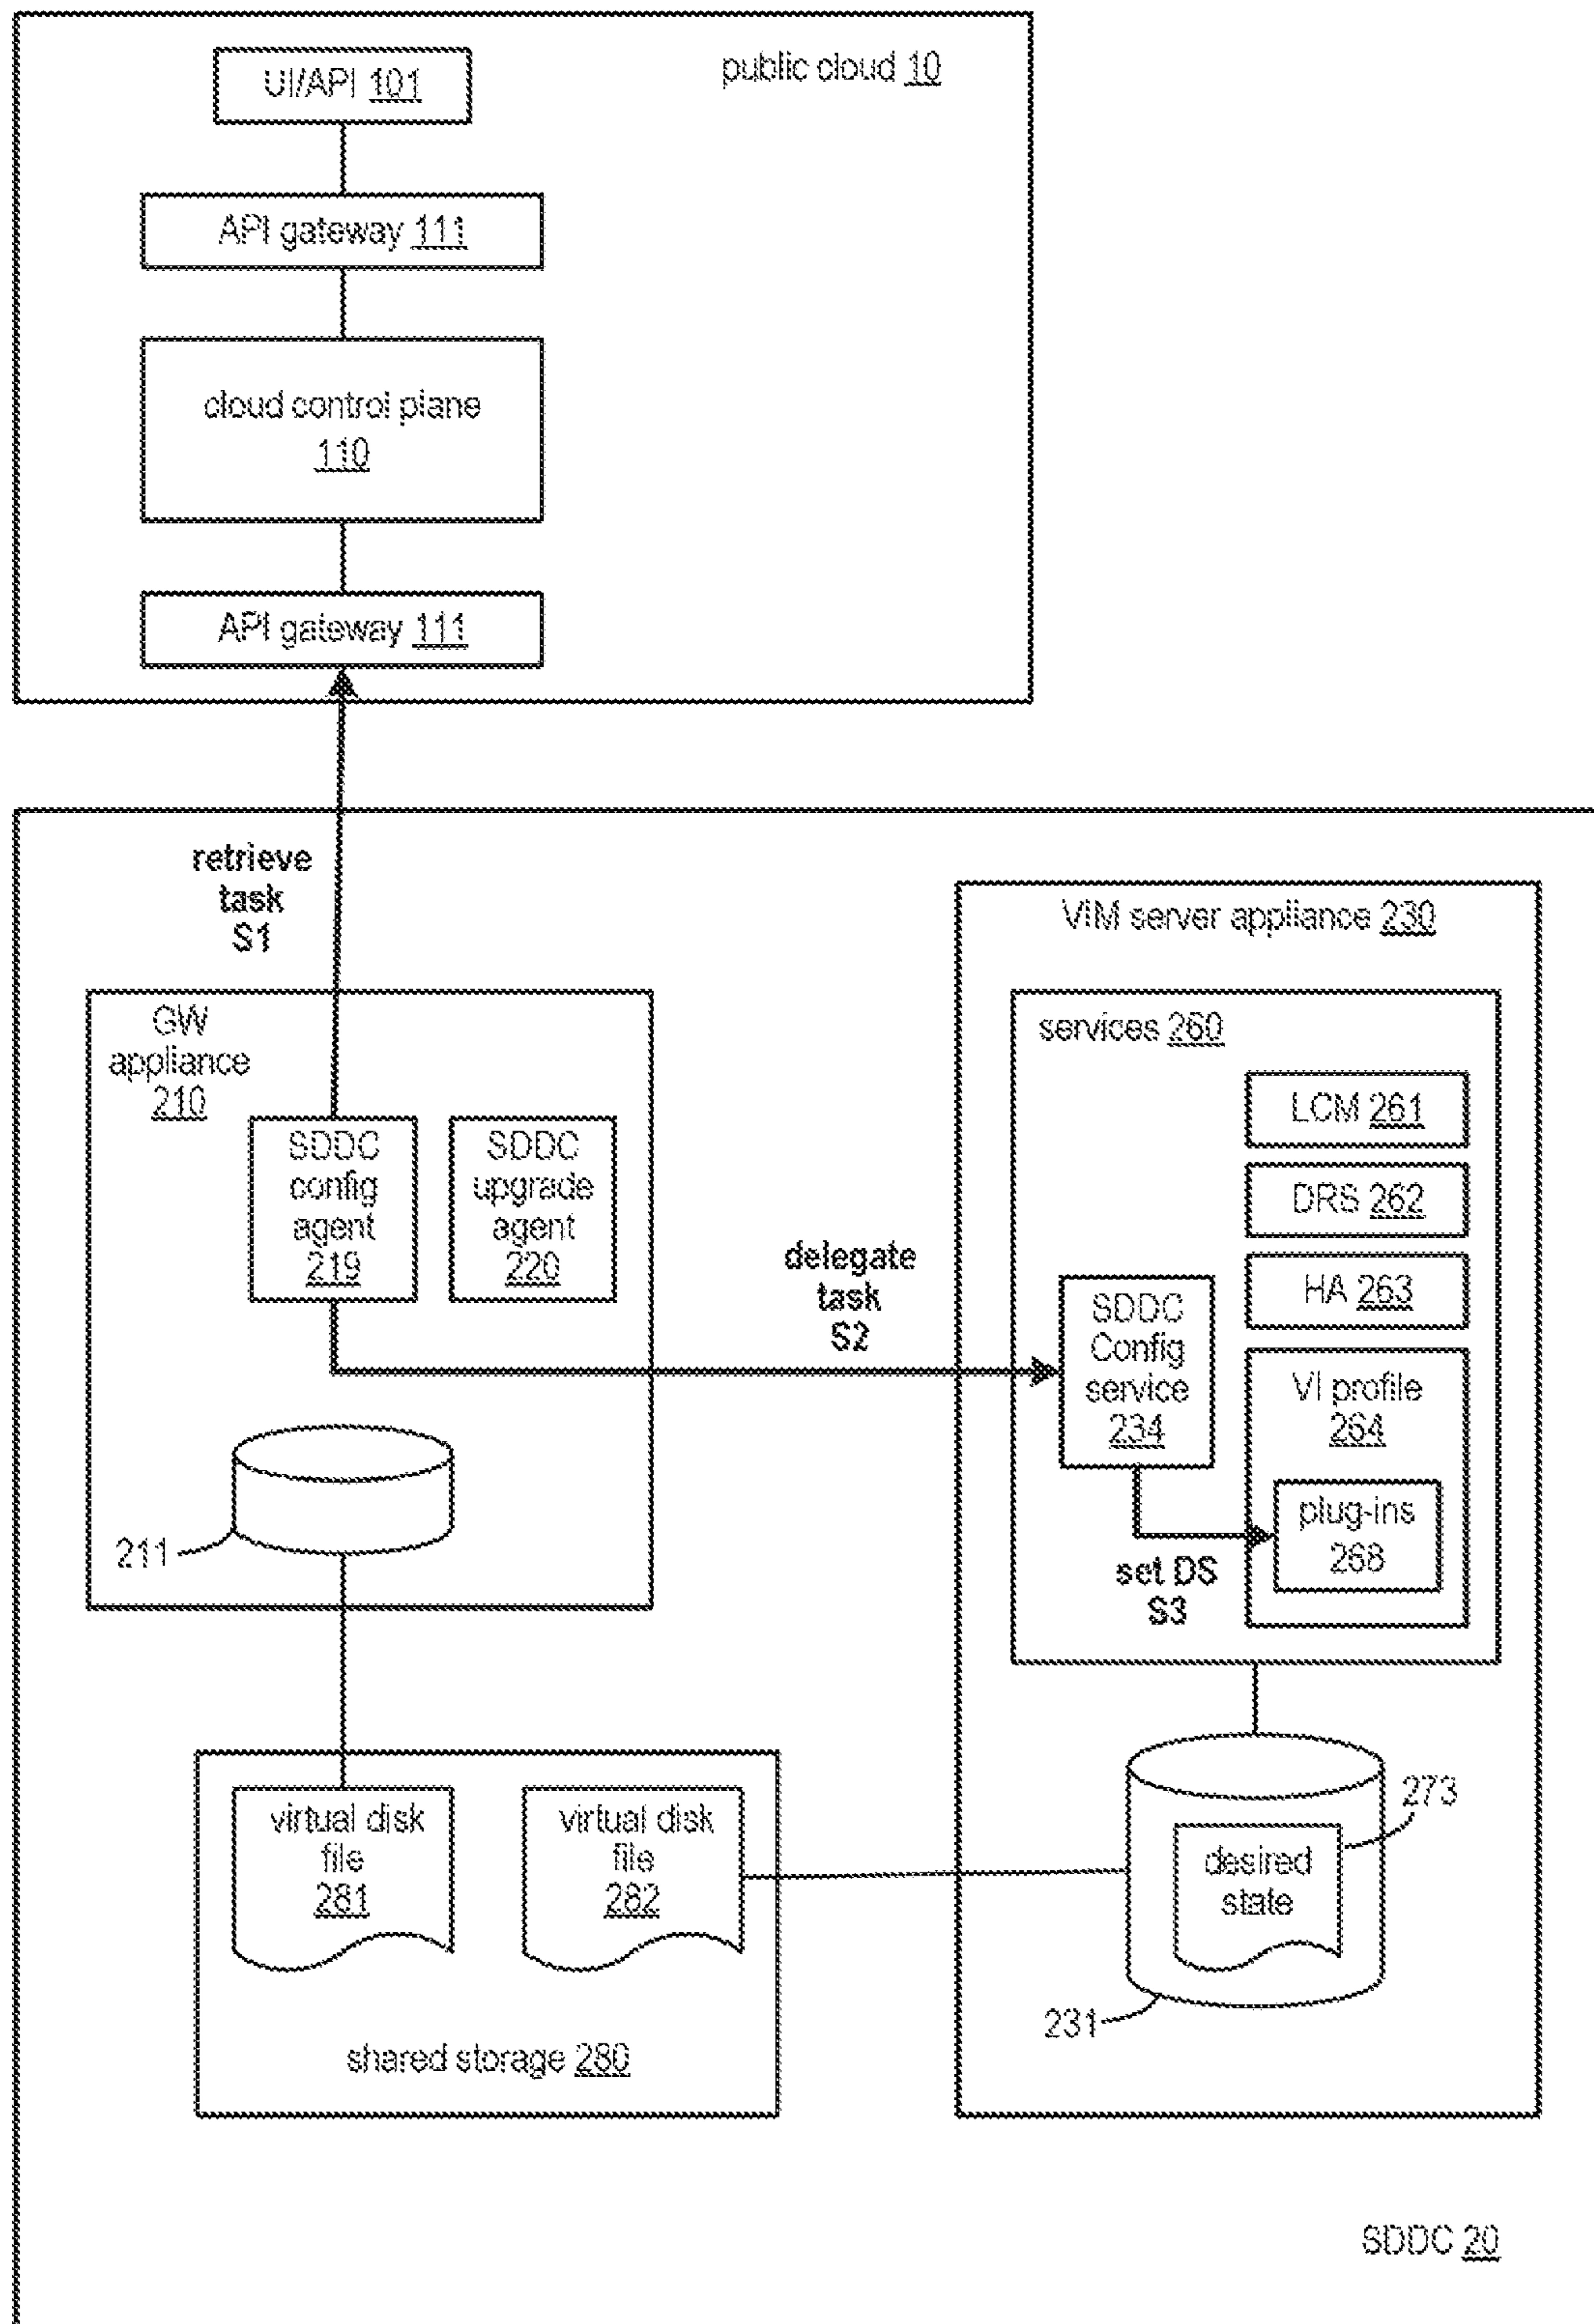 UI/API 101
public cloud 10
API gateway 111
cloud control plane
110
API gateway 111
retrieve
task
S1
VIM server appliance 230
GW
appliance
210
services 260
LCM 261
SDDC
config
agent
219
SDDC
upgrade
agent
220
DRS 262
delegate
task
S2
HA 263
SDDC
Config
service
234
VI profile
264
plug-ins
268
211
set DS
S3
virtual disk
file
281
virtual disk
file
282
273
desired
state
231
shared storage 280
SDDC 20